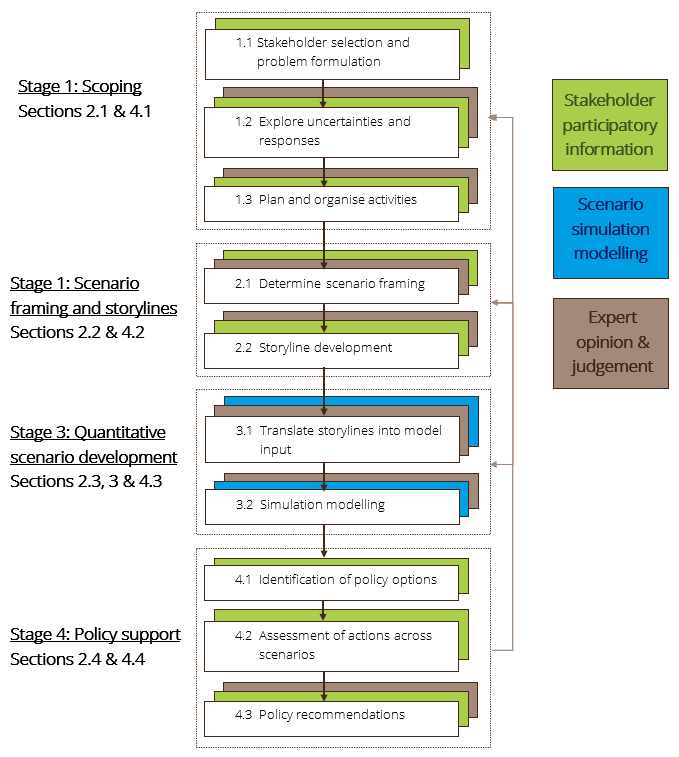 1.1 Stakeholder selection and
problem formulation
Stage 1: Scoping
Sections 2.1 & 4.1
1.2 Explore uncertainties and
responses
1.3 Plan and organise activities
Stage 1: Scenario
framing and storylines
Sections 2.2 & 4.2
2.1 Determine scenario framing
2.2 Storyline development
Stage 3: Quantitative
scenario development
Sections 2.3, 3 & 4.3
3.1 Translate storylines into model
input
3.2 Simulation modelling
Stage 4: Policy support
Sections 2.4 & 4.4
4.1 Identification of policy options
4.2 Assessment of actions across
scenarios
4.3 Policy recommendations
Stakeholder
participatory
information
Scenario
simulation
modelling
Expert
opinion &
judgement